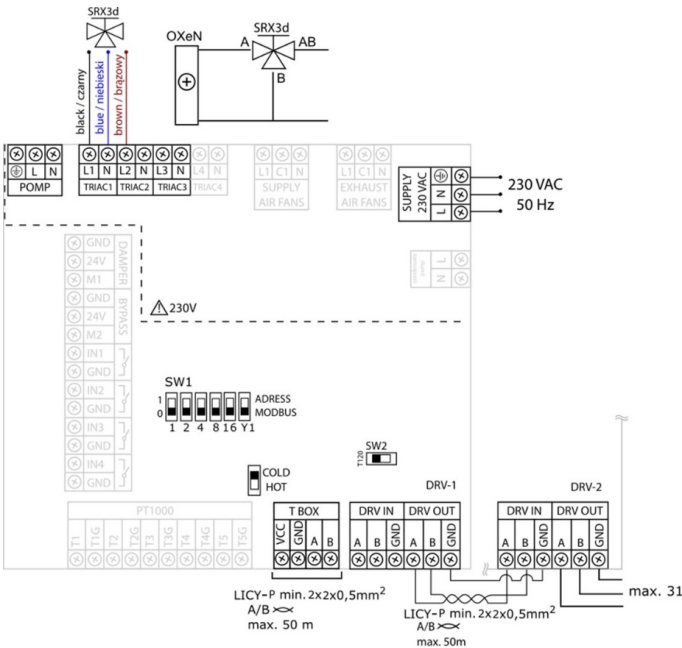 SRX3d
SRX3d
OXeN
A
AB
B
black / czarny
blue / niebieski
brown / brązowy
L N
POMP
L1 N L2 N L3 N L4 N
TRIAC1 TRIAC2 TRIAC3 TRIAC4
L1 C1 N
SUPPLY
AIR FANS
L1 C1 N
EXHAUST
AIR FANS
SUPPLY
230 VAC
N
L
230 VAC
50 Hz
L
N
GND
24V
M1
DAMPER
GND
24V
M2
BYPASS
IN1
GND
IN2
GND
IN3
GND
IN4
GND
230V
SW1
1
0
ADRESS
MODBUS
1 2 4 8 16 Y1
SW2
T120
COLD
HOT
DRV-1
DRV-2
PT1000
T1 T1G T2 T2G T3 T3G T4 T4G T5 T5G
T BOX
VCC GND A B
DRV IN DRV OUT
A B GND A B GND
DRV IN DRV OUT
A B GND A B GND
LICY-P min. 2x2x0,5mm²
A/B
max. 50 m
LICY-P min. 2x2x0,5mm²
A/B
max. 50m
max. 31